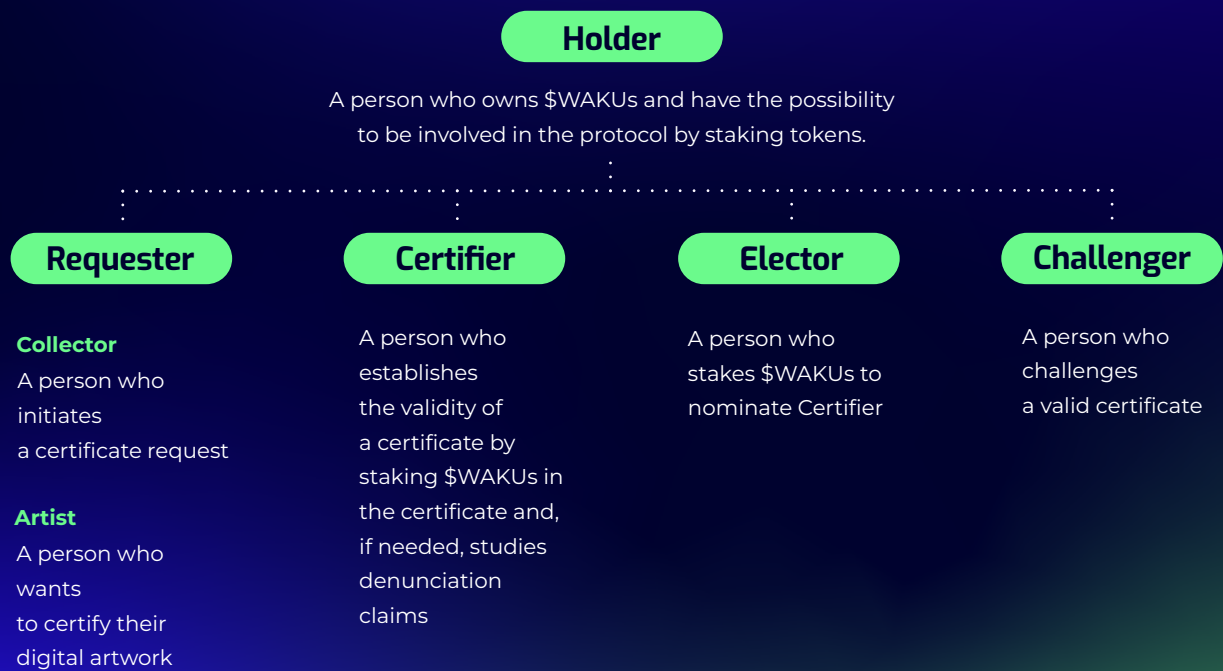 Holder
A person who owns $WAKUs and have the possibility
to be involved in the protocol by staking tokens.
Requester
Collector
A person who
initiates
a certificate request
Artist
A person who
wants
to certify their
digital artwork
Certifier
A person who
establishes
the validity of
a certificate by
staking $WAKUs in
the certificate and,
if needed, studies
denunciation
claims
Elector
A person who
stakes $WAKUs to
nominate Certifier
Challenger
A person who
challenges
a valid certificate